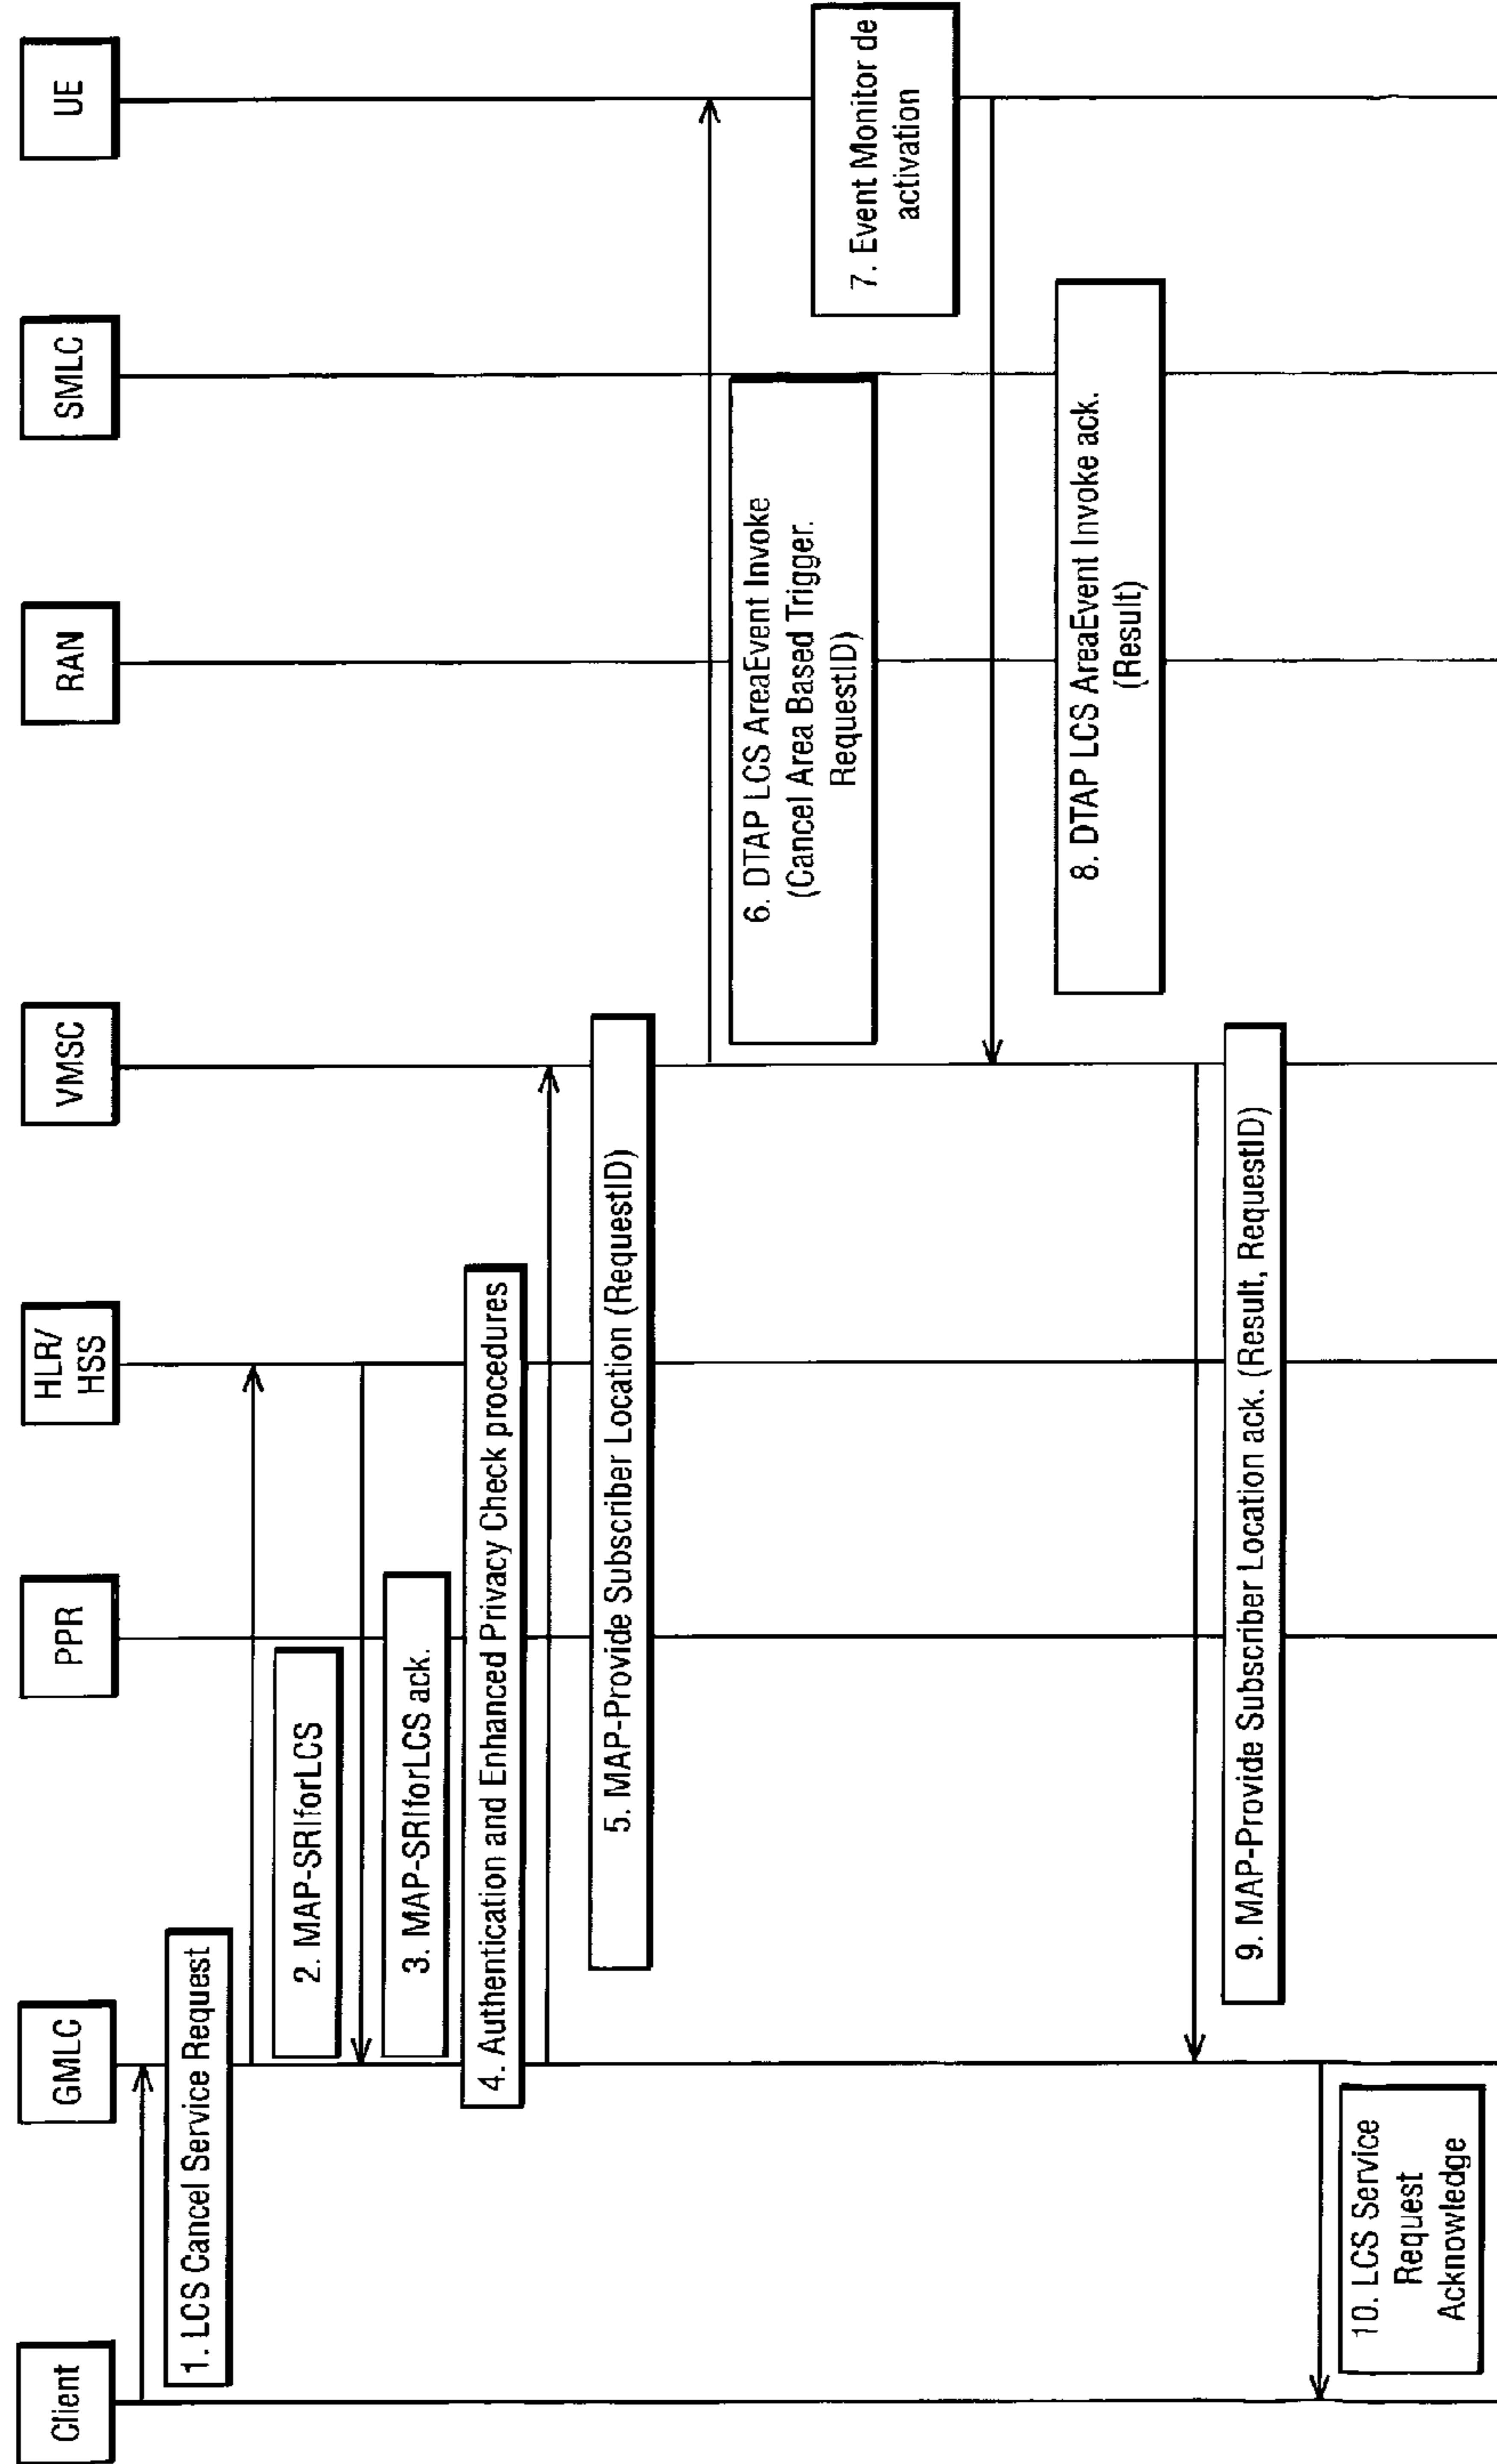 Client
GMLC
PPR
HLR/
HSS
VMSC
RAN
SMLC
UE
1. LCS Cancel Service Request
2. MAP-SRIforLCS
3. MAP-SRIforLCS ack.
4. Authentication and Enhanced Privacy Check procedures
5. MAP-Provide Subscriber Location (RequestID)
6. DTAP LCS AreaEvent Invoke
(Cancel Area Based Trigger.
RequestID)
7. Event Monitor de
activation
8. DTAP LCS AreaEvent Invoke ack.
(Result)
9. MAP-Provide Subscriber Location ack. (Result, RequestID)
10. LCS Service
Request
Acknowledge